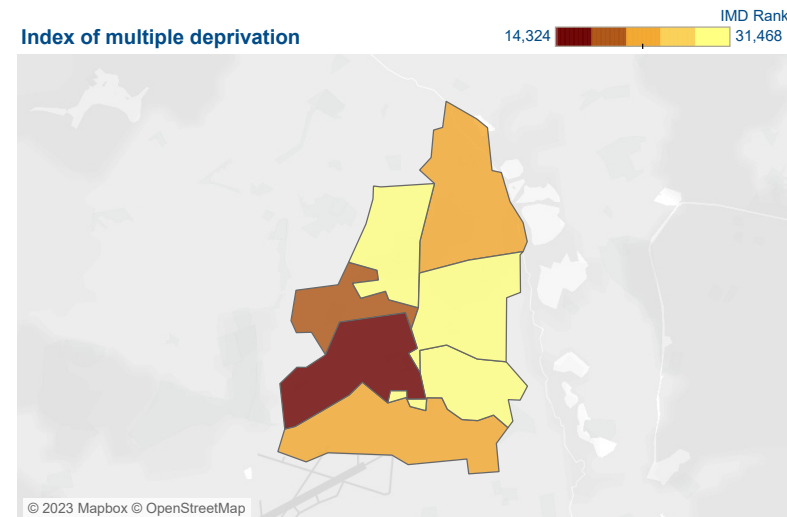 IMD Rank
Index of multiple deprivation
14,324
31,468
© 2023 Mapbox © OpenStreetMap